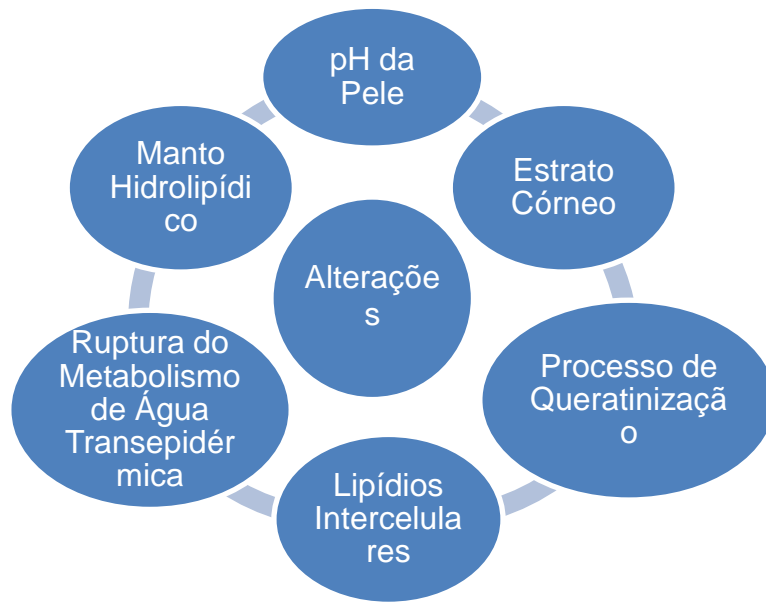 pH da
Pele
Estrato
Córneo
Processo de
Queratinizaçã
o
Lipídios
Intercelula
res
Ruptura do
Metabolismo
de Água
Transepidér
mica
Manto
Hidrolipídi
co
Alteraçõe
s